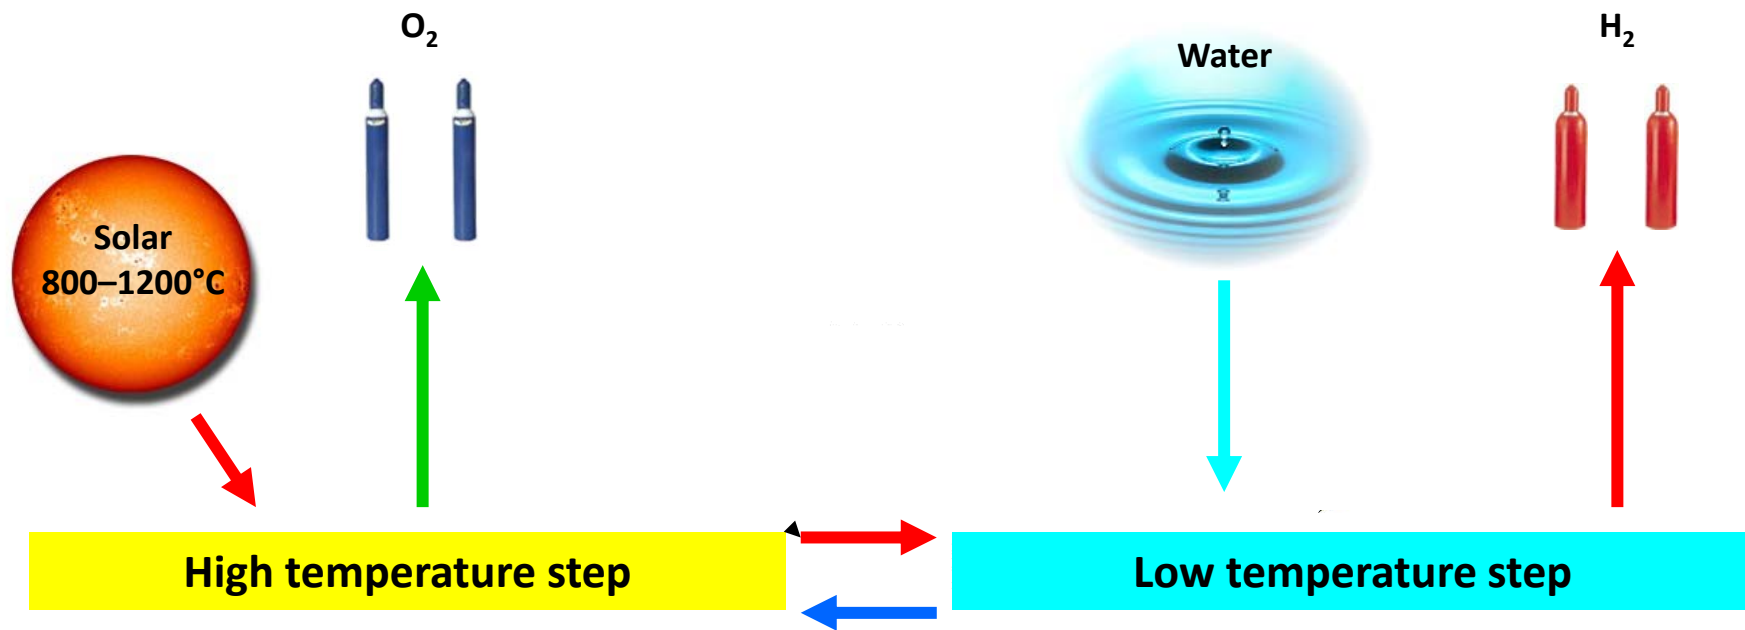 O₂
Water
H₂
Solar
800–1200°C
High temperature step
Low temperature step